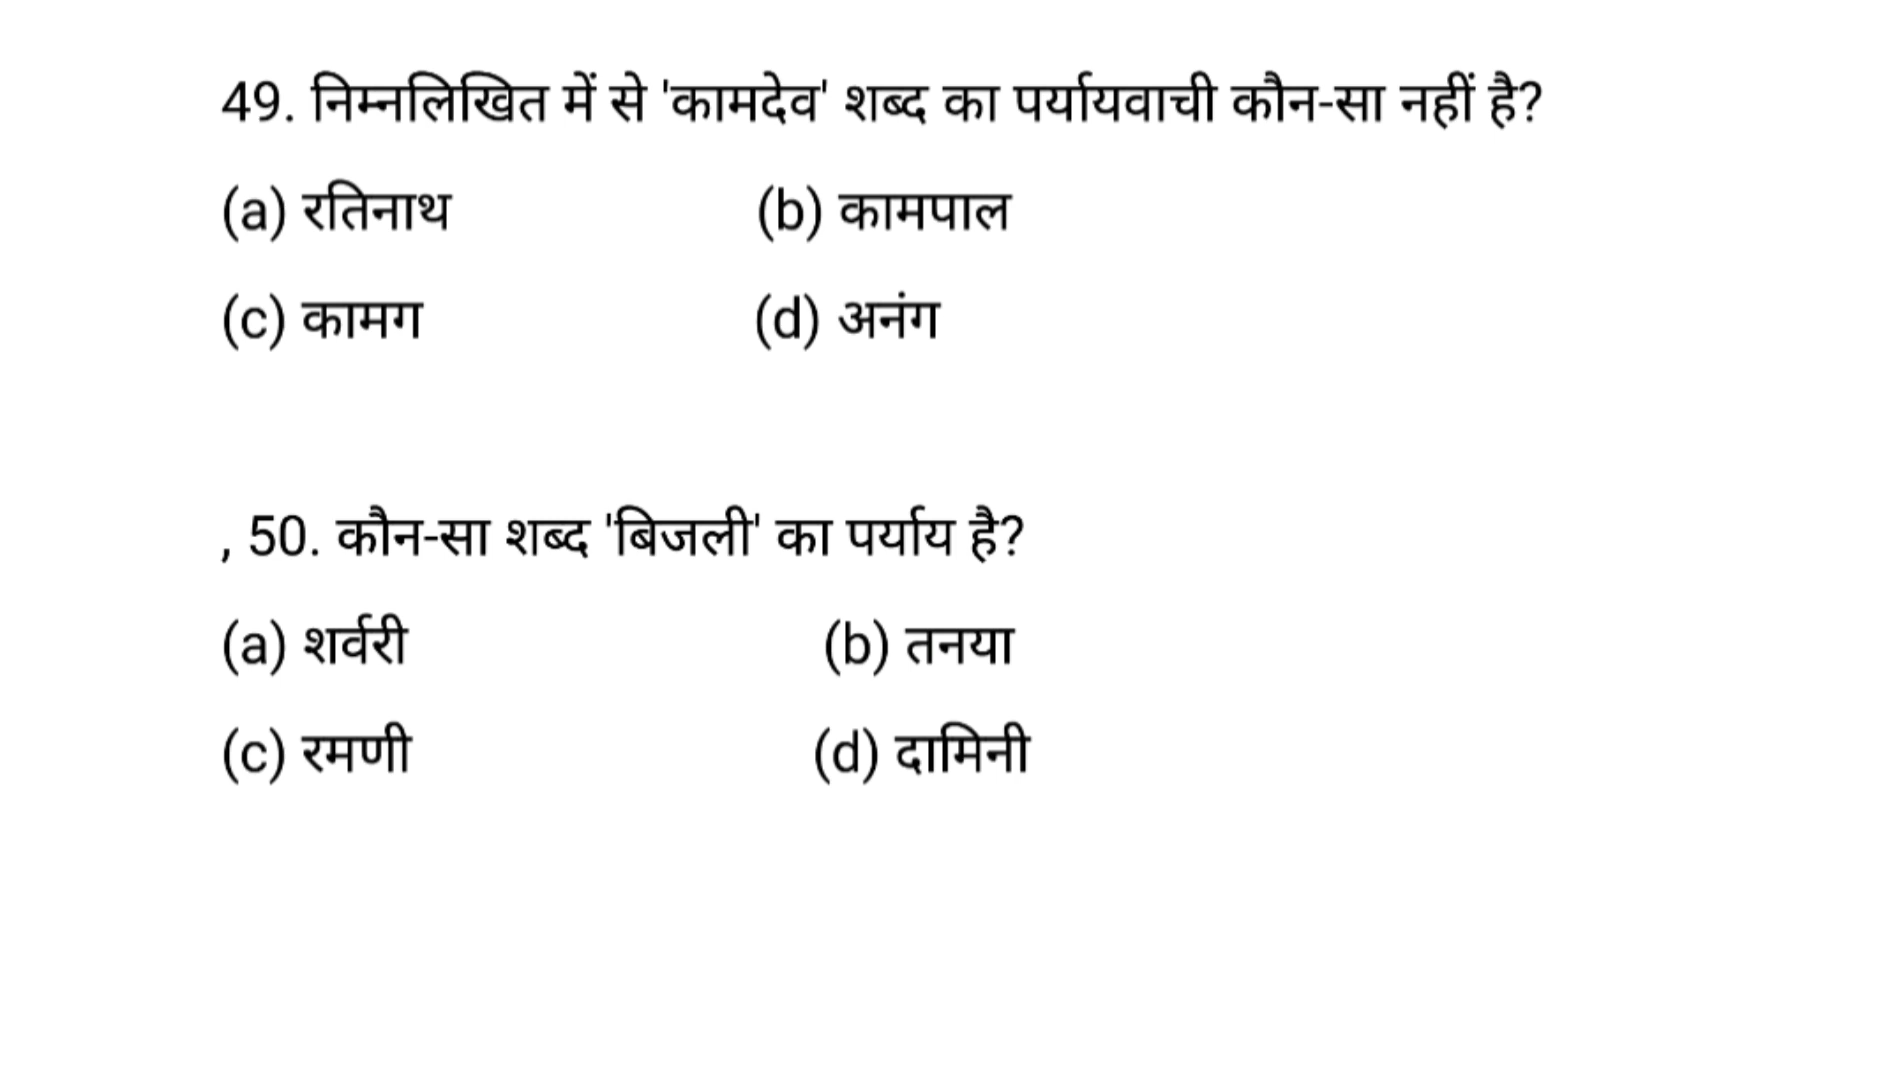 49. निम्नलिखित में से 'कामदेव' शब्द का पर्यायवाची कौन-सा नहीं है?
(a) रतिनाथ (b) कामपाल
(c) कामग (d) अनंग
, 50. कौन-सा शब्द 'बिजली' का पर्याय है?
(a) शर्वरी (b) तनया
(c) रमणी (d) दामिनी